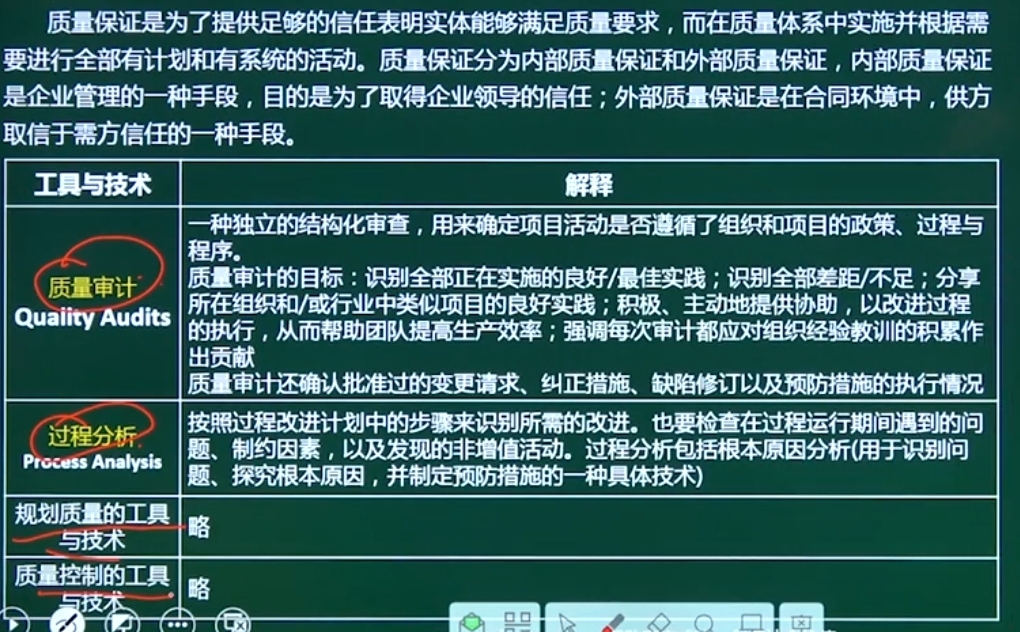 质量保证是为了提供足够的信任表明实体能够满足质量要求，而在质量体系中实施并根据需
要进行全部有计划和有系统的活动。质量保证分为内部质量保证和外部质量保证，内部质量保证
是企业管理的一种手段，目的是为了取得企业领导的信任；外部质量保证是在合同环境中，供方
取信于需方信任的一种手段。
工具与技术
解释
质量审计
Quality Audits
一种独立的结构化审查，用来确定项目活动是否遵循了组织和项目的政策、过程与
程序。
质量审计的目标：识别全部正在实施的良好/最佳实践；识别全部差距/不足；分享
所在组织和/或行业中类似项目的良好实践；积极、主动地提供协助，以改进过程
的执行，从而帮助团队提高生产效率；强调每次审计都应对组织经验教训的积累作
出贡献
质量审计还确认批准过的变更请求、纠正措施、缺陷修订以及预防措施的执行情况
过程分析
Process Analysis
按照过程改进计划中的步骤来识别所需的改进。也要检查在过程运行期间遇到的问
题、制约因素，以及发现的非增值活动。过程分析包括根本原因分析(用于识别问
题、探究根本原因，并制定预防措施的一种具体技术)
规划质量的工具
与技术
略
质量控制的工具
与技术
略